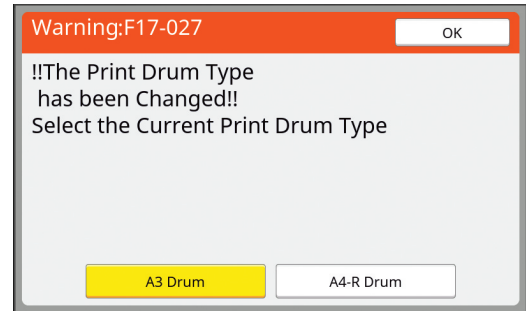 Warning:F17-027
OK
!!The Print Drum Type
has been Changed!!
Select the Current Print Drum Type
A3 Drum
A4-R Drum